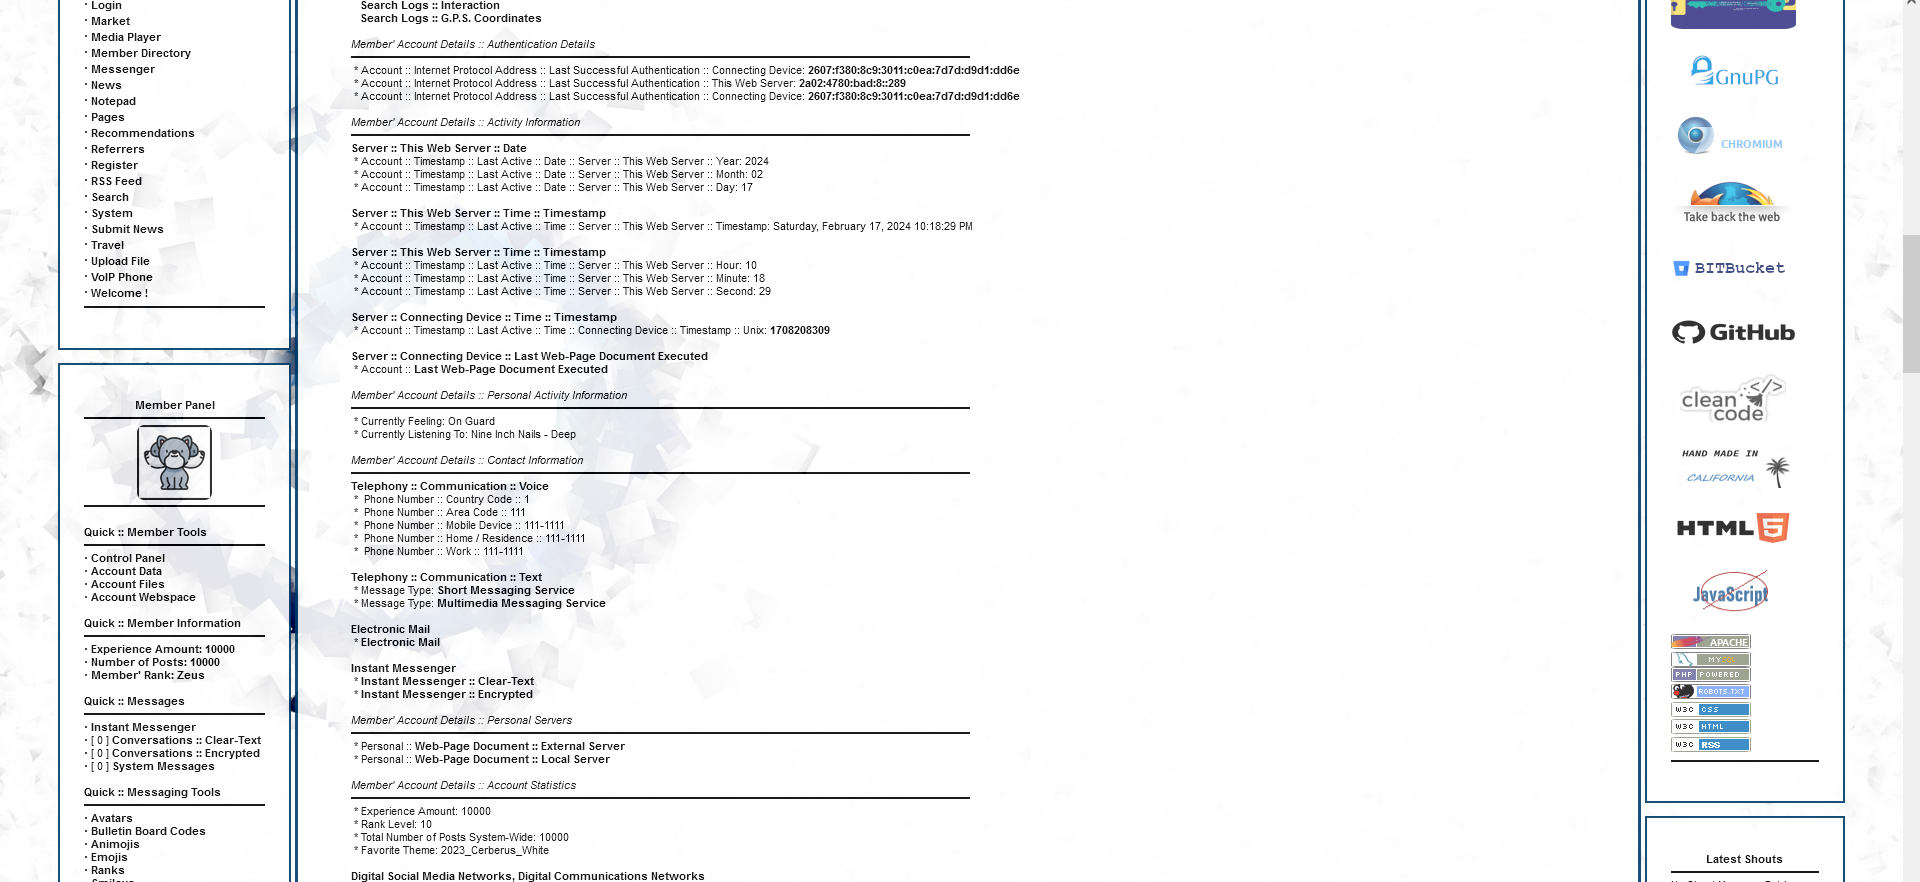 · Login
· Market
· Media Player
· Member Directory
· Messenger
· News
· Notepad
· Pages
· Recommendations
· Referrers
· Register
· RSS Feed
· Search
· System
· Submit News
· Travel
· Upload File
· VoIP Phone
· Welcome !
Member Panel
Quick :: Member Tools
· Control Panel
· Account Data
· Account Files
· Account Webspace
Quick :: Member Information
· Experience Amount: 10000
· Number of Posts: 10000
· Member' Rank: Zeus
Quick :: Messages
· Instant Messenger
· [ 0 ] Conversations :: Clear-Text
· [ 0 ] Conversations :: Encrypted
· [ 0 ] System Messages
Quick :: Messaging Tools
· Avatars
· Bulletin Board Codes
· Animojis
· Emojis
· Ranks
Search Logs :: Interaction
Search Logs :: G.P.S. Coordinates
Member' Account Details :: Authentication Details
* Account :: Internet Protocol Address :: Last Successful Authentication :: Connecting Device: 2607:f380:8c9:3011:c0ea:7d7d:d9d1:dd6e
* Account :: Internet Protocol Address :: Last Successful Authentication :: This Web Server: 2a02:4780:bad:8::289
* Account :: Internet Protocol Address :: Last Successful Authentication :: Connecting Device: 2607:f380:8c9:3011:c0ea:7d7d:d9d1:dd6e
Member' Account Details :: Activity Information
Server :: This Web Server :: Date
* Account :: Timestamp :: Last Active :: Date :: Server :: This Web Server :: Year: 2024
* Account :: Timestamp :: Last Active :: Date :: Server :: This Web Server :: Month: 02
* Account :: Timestamp :: Last Active :: Date :: Server :: This Web Server :: Day: 17
Server :: This Web Server :: Time :: Timestamp
* Account :: Timestamp :: Last Active :: Time :: Server :: This Web Server :: Timestamp: Saturday, February 17, 2024 10:18:29 PM
Server :: This Web Server :: Time :: Timestamp
* Account :: Timestamp :: Last Active :: Time :: Server :: This Web Server :: Hour: 10
* Account :: Timestamp :: Last Active :: Time :: Server :: This Web Server :: Minute: 18
* Account :: Timestamp :: Last Active :: Time :: Server :: This Web Server :: Second: 29
Server :: Connecting Device :: Time :: Timestamp
* Account :: Timestamp :: Last Active :: Time :: Connecting Device :: Timestamp :: Unix: 1708208309
Server :: Connecting Device :: Last Web-Page Document Executed
* Account :: Last Web-Page Document Executed
Member' Account Details :: Personal Activity Information
* Currently Feeling: On Guard
* Currently Listening To: Nine Inch Nails - Deep
Member' Account Details :: Contact Information
Telephony :: Communication :: Voice
* Phone Number :: Country Code :: 1
* Phone Number :: Area Code :: 111
* Phone Number :: Mobile Device :: 111-1111
* Phone Number :: Home / Residence :: 111-1111
* Phone Number :: Work :: 111-1111
Telephony :: Communication :: Text
* Message Type: Short Messaging Service
* Message Type: Multimedia Messaging Service
Electronic Mail
* Electronic Mail
Instant Messenger
* Instant Messenger :: Clear-Text
* Instant Messenger :: Encrypted
Member' Account Details :: Personal Servers
* Personal :: Web-Page Document :: External Server
* Personal :: Web-Page Document :: Local Server
Member' Account Details :: Account Statistics
* Experience Amount: 10000
* Rank Level: 10
* Total Number of Posts System-Wide: 10000
* Favorite Theme: 2023_Cerberus_White
Digital Social Media Networks, Digital Communications Networks
GnuPG
CHROMIUM
Take back the web
BITBucket
GitHub
clean </>
code
HAND MADE IN
CALIFORNIA
HTML 5
JavaScript
APACHE
MYSQL
PHP POWERED
ROBOTS.TXT
W3C CSS
W3C HTML
W3C RSS
Latest Shouts